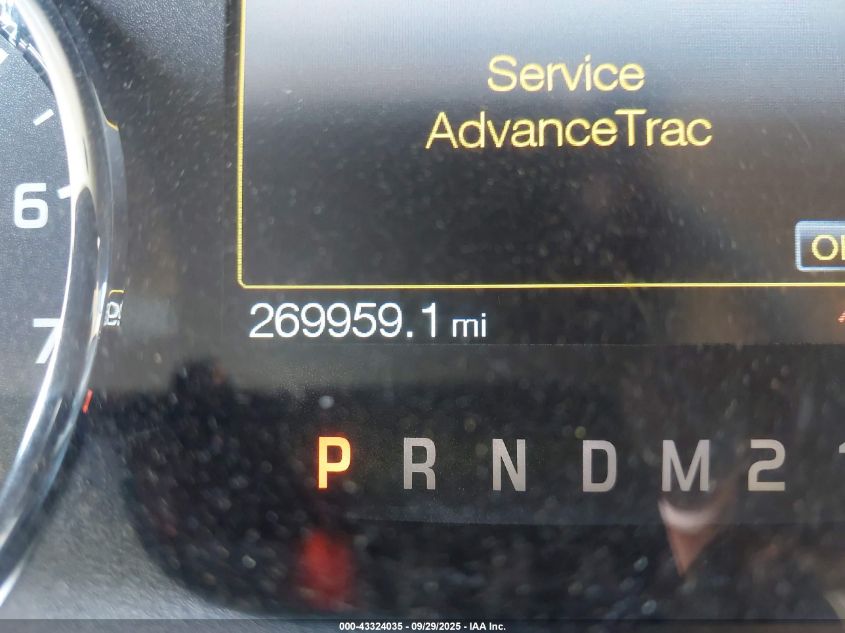 Service
AdvanceTrac
6
269959.1 mi
7
P R N D M 2
000-43324035 - 09/29/2025 - IAA Inc.